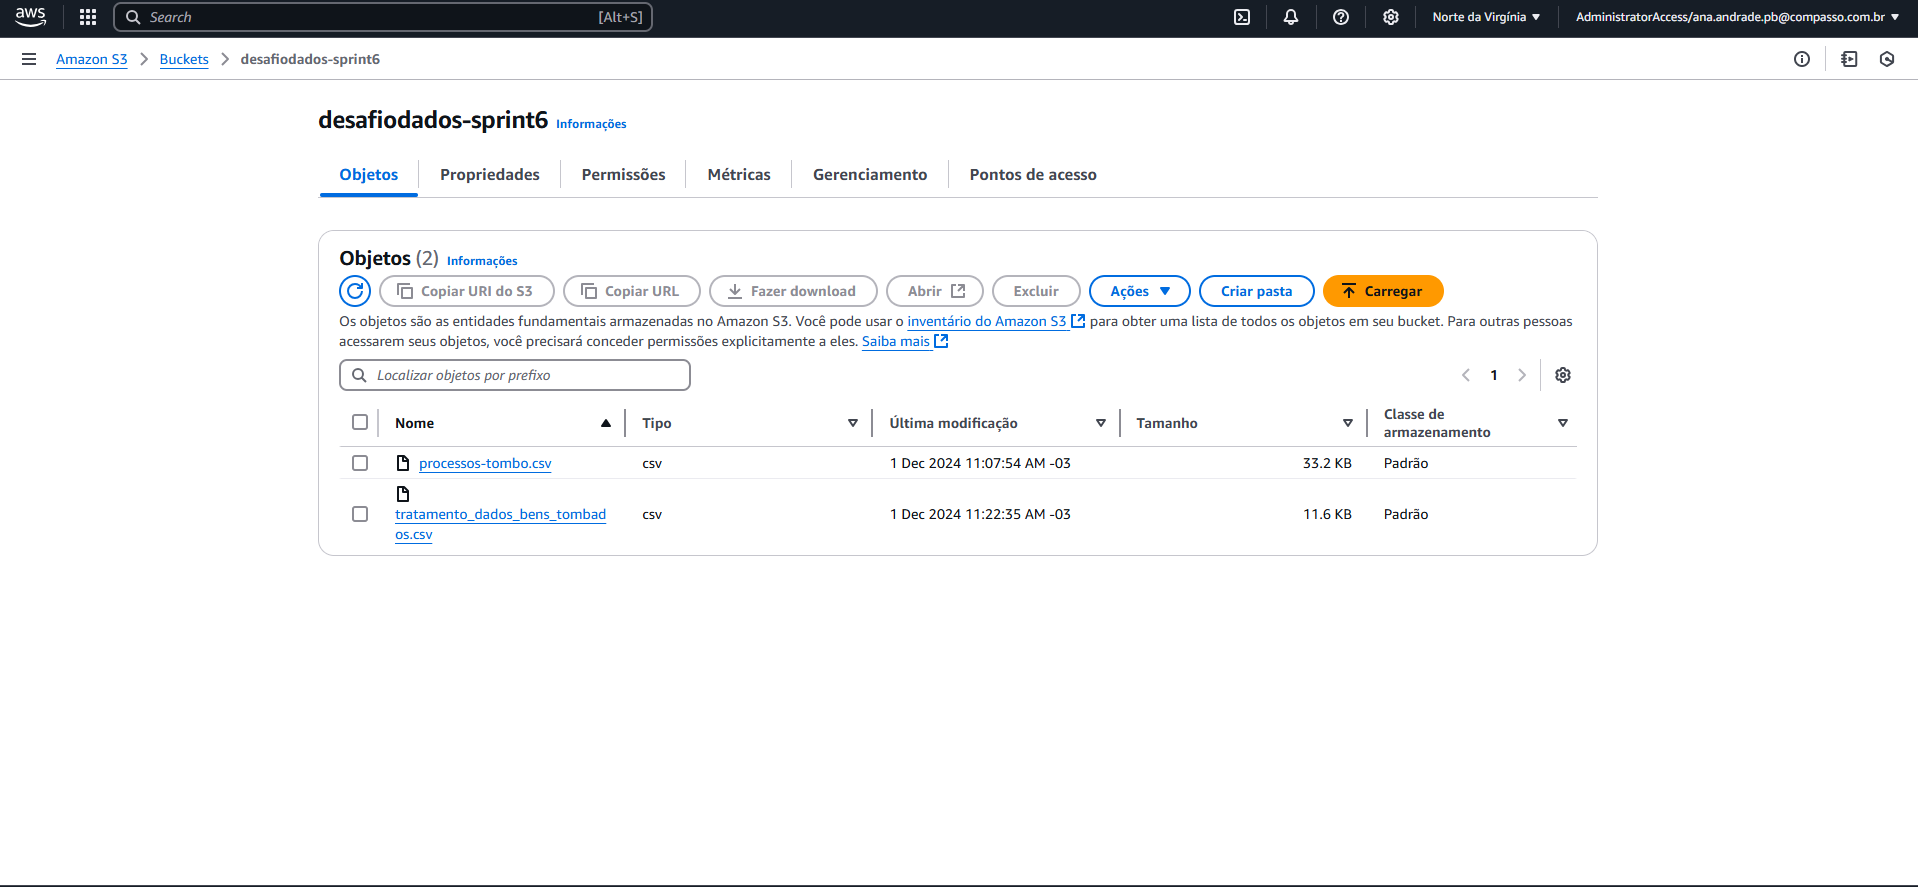 aws
Search [Alt+S]
Norte da Virgínia
AdministratorAccess/ana.andrade.pb@compasso.com.br
Amazon S3 > Buckets > desafiodados-sprint6
desafiodados-sprint6 Informações
Objetos
Propriedades
Permissões
Métricas
Gerenciamento
Pontos de acesso
Objetos (2) Informações
Copiar URI do S3
Copiar URL
Fazer download
Abrir
Excluir
Ações
Criar pasta
Carregar
Os objetos são as entidades fundamentais armazenadas no Amazon S3. Você pode usar o inventário do Amazon S3 para obter uma lista de todos os objetos em seu bucket. Para outras pessoas
acessarem seus objetos, você precisará conceder permissões explicitamente a eles. Saiba mais
Localizar objetos por prefixo
1
Nome
Tipo
Última modificação
Tamanho
Classe de
armazenamento
processos-tombo.csv
csv
1 Dec 2024 11:07:54 AM -03
33.2 KB
Padrão
tratamento_dados_bens_tombad
os.csv
csv
1 Dec 2024 11:22:35 AM -03
11.6 KB
Padrão